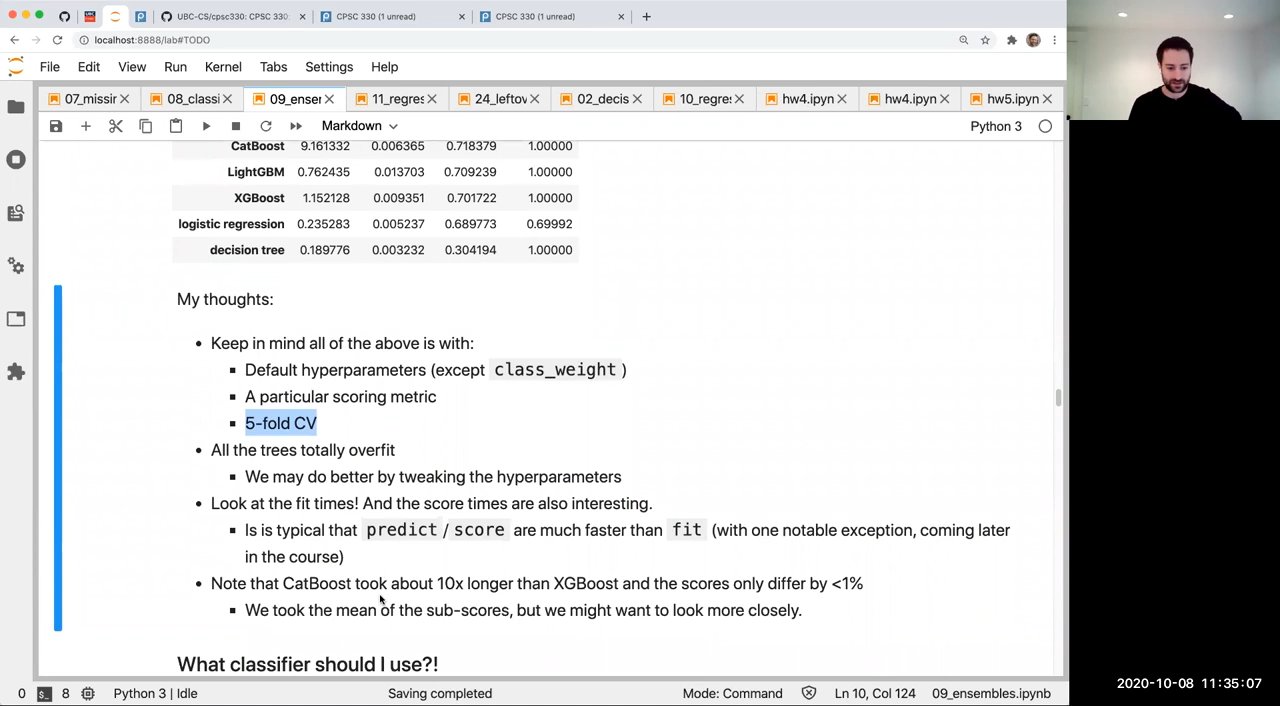 UBC-CS/cpsc330: CPSC 330:
CPSC 330 (1 unread)
CPSC 330 (1 unread)
localhost:8888/lab#TODO
File Edit View Run Kernel Tabs Settings Help
07_missir 08_classi 09_enser 11_regres 24_leftov 02_decis 10_regre: hw4.ipyn hw4.ipyn hw5.ipyn
Markdown Python 3
CatBoost 9.161332 0.006365 0.718379 1.00000
LightGBM 0.762435 0.013703 0.709239 1.00000
XGBoost 1.152128 0.009351 0.701722 1.00000
logistic regression 0.235283 0.005237 0.689773 0.69992
decision tree 0.189776 0.003232 0.304194 1.00000
My thoughts:
Keep in mind all of the above is with:
Default hyperparameters (except class_weight )
A particular scoring metric
5-fold CV
All the trees totally overfit
We may do better by tweaking the hyperparameters
Look at the fit times! And the score times are also interesting.
Is is typical that predict / score are much faster than fit (with one notable exception, coming later
in the course)
Note that CatBoost took about 10x longer than XGBoost and the scores only differ by <1%
We took the mean of the sub-scores, but we might want to look more closely.
What classifier should I use?!
0 8 Python 3 | Idle Saving completed Mode: Command Ln 10, Col 124 09_ensembles.ipynb
2020-10-08 11:35:07